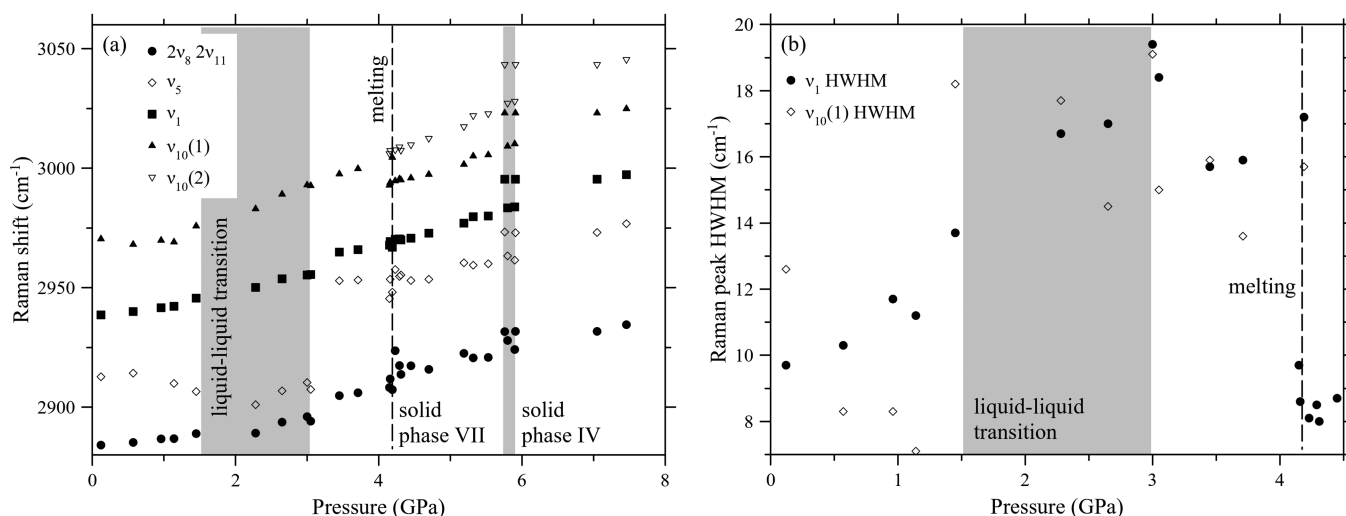 (a)
2ν8 2ν11
ν5
ν1
ν10(1)
ν10(2)
liquid-liquid transition
melting
solid
phase VII
solid
phase IV
3050
3000
2950
2900
Raman shift (cm-1)
0
2
4
6
8
Pressure (GPa)
(b)
ν1 HWHM
ν10(1) HWHM
melting
liquid-liquid
transition
20
18
16
14
12
10
8
Raman peak HWHM (cm-1)
0
1
2
3
4
Pressure (GPa)